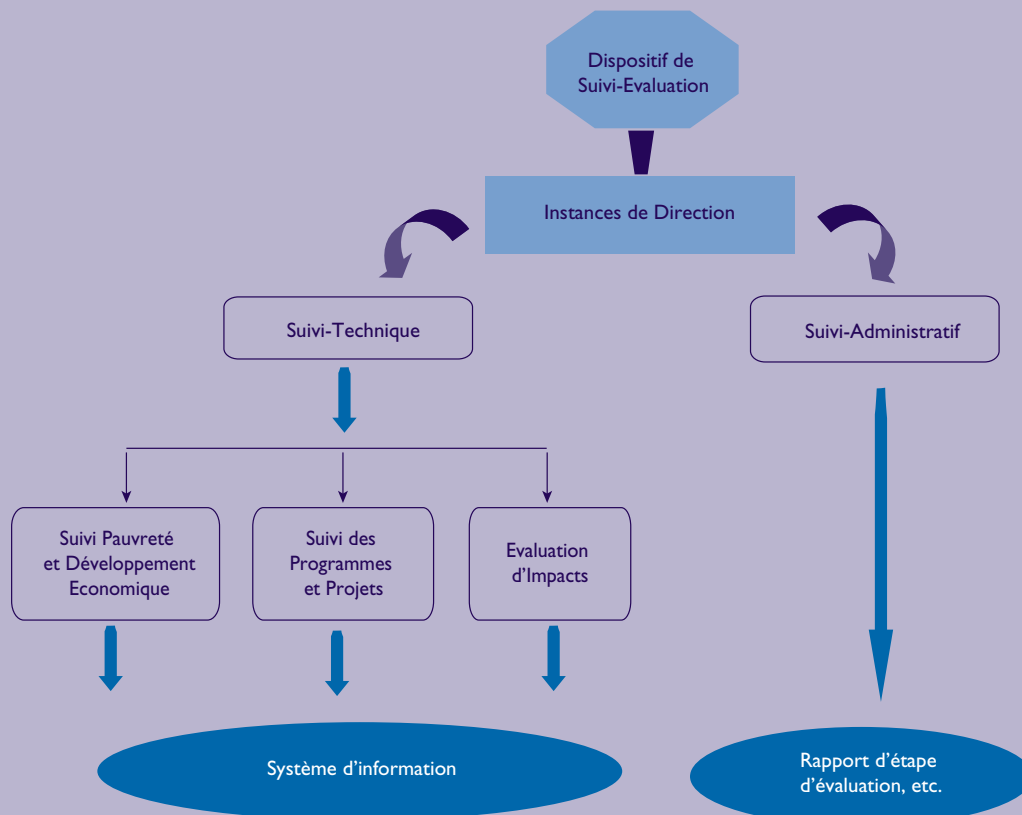 Dispositif de
Suivi-Evaluation
Instances de Direction
Suivi-Technique
Suivi-Administratif
Suivi Pauvreté
et Développement
Economique
Suivi des
Programmes
et Projets
Evaluation
d’Impacts
Système d’information
Rapport d’étape
d’évaluation, etc.